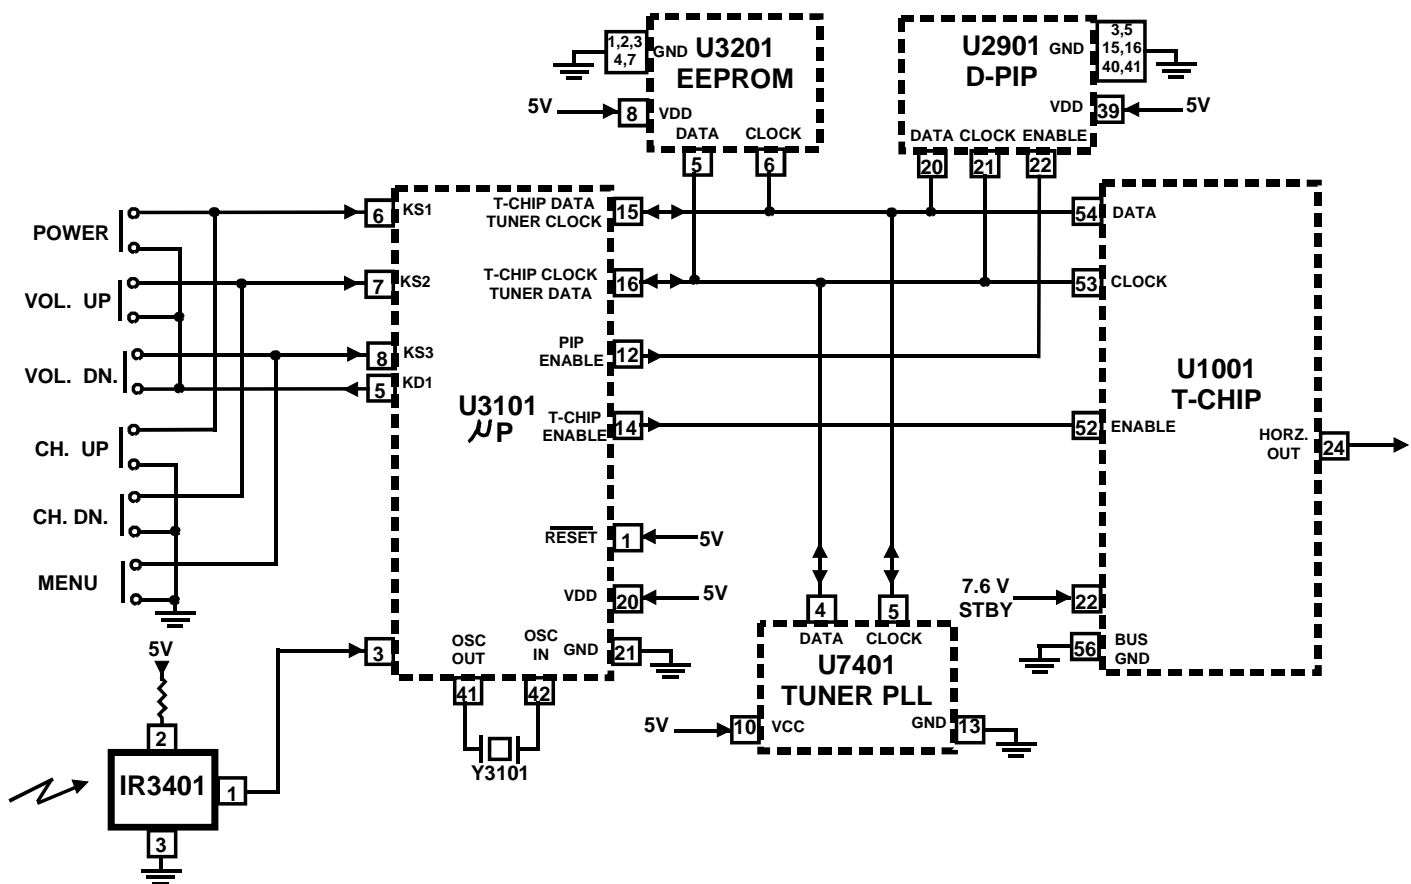 U3201
EEPROM
1,2,3
4,7
GND
5V
8
VDD
DATA
CLOCK
5
6
U2901
D-PIP
GND
3,5
15,16
40,41
VDD
39
5V
DATA
CLOCK
ENABLE
20
21
22
POWER
VOL. UP
VOL. DN.
CH. UP
CH. DN.
MENU
6
KS1
7
KS2
8
KS3
5
KD1
U3101
μP
T-CHIP DATA
TUNER CLOCK
15
T-CHIP CLOCK
TUNER DATA
16
PIP
ENABLE
12
T-CHIP
ENABLE
14
RESET
1
5V
VDD
20
5V
GND
21
3
OSC
OUT
OSC
IN
41
42
Y3101
5V
2
IR3401
1
3
4
5
DATA
CLOCK
U7401
TUNER PLL
5V
10
VCC
GND
13
54
DATA
53
CLOCK
U1001
T-CHIP
52
ENABLE
HORZ.
OUT
24
7.6 V
STBY
22
56
BUS
GND